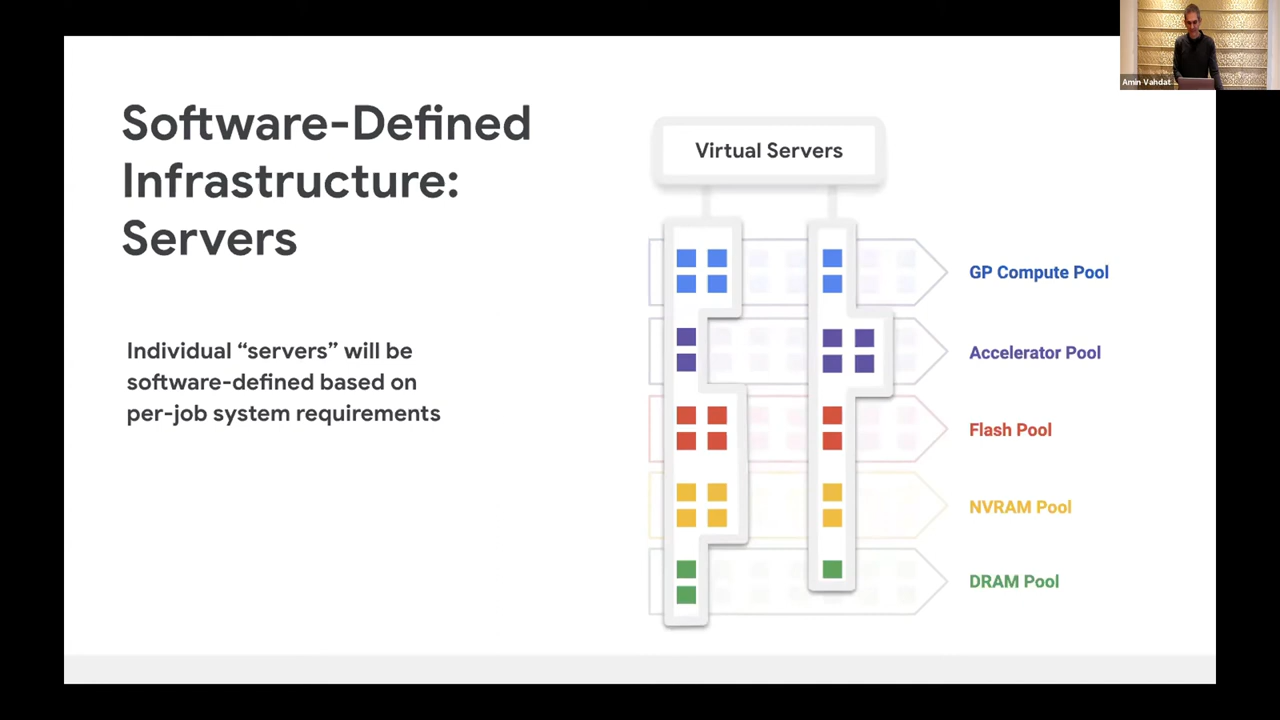 Software-Defined
Infrastructure:
Servers
Individual “servers” will be
software-defined based on
per-job system requirements
Virtual Servers
GP Compute Pool
Accelerator Pool
Flash Pool
NVRAM Pool
DRAM Pool
Amin Vahdat